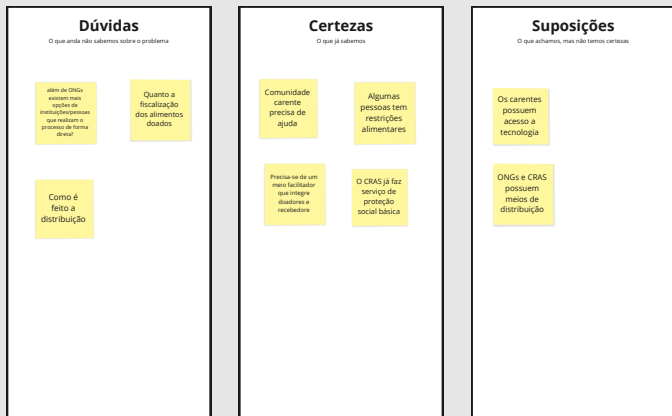 Dúvidas
O que anda não sabemos sobre o problema
além de ONGs
existem mais
opções de
instituições/pessoas
que realizam o
processo de forma
direta?
Quanto a
fiscalização
dos alimentos
doados
Como é
feito a
distribuição
Certezas
O que já sabemos
Comunidade
carente
precisa de
ajuda
Algumas
pessoas tem
restrições
alimentares
Precisa-se de um
meio facilitador
que integre
doadores e
recebedore
O CRAS já faz
serviço de
proteção
social básica
Suposições
O que achamos, mas não temos certezas
Os carentes
possuem
acesso a
tecnologia
ONGs e CRAS
possuem
meios de
distribuição